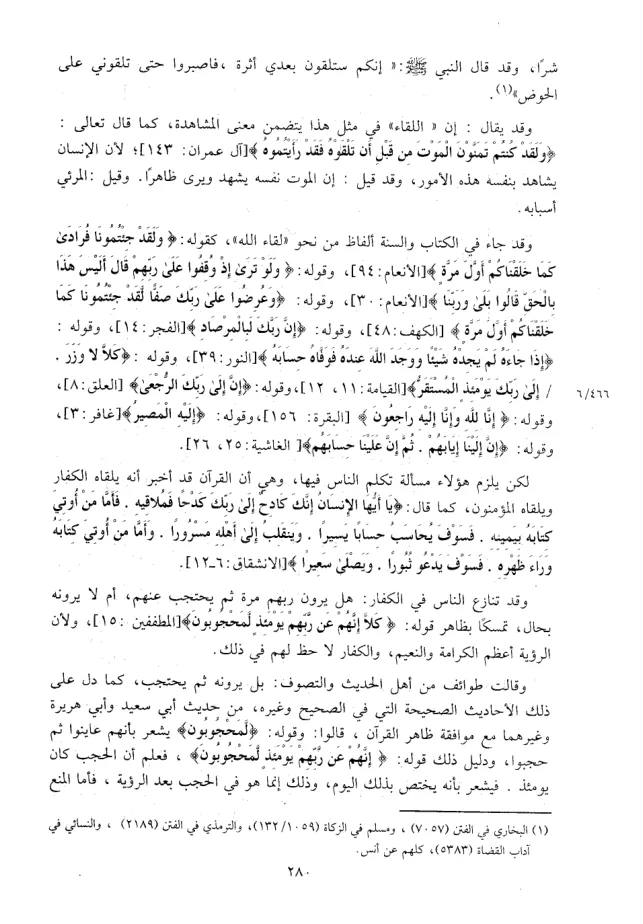 شرًا، وقد قال النبي ﷺ:« إنكم ستلقون بعدي أثرة ،فاصبروا حتى تلقوني على
الحوض»(١).
وقد يقال : إن « اللقاء» في مثل هذا يتضمن معنى المشاهدة، كما قال تعالى :
﴿وَلَقَدْ كُنتُمْ تَمَنَّوْنَ الْمَوْتَ مِن قَبْلِ أَن تَلْقَوْهُ فَقَدْ رَأَيْتُمُوهُ ﴾[آل عمران: ١٤٣]؛ لأن الإنسان
يشاهد بنفسه هذه الأمور، وقد قيل : إن الموت نفسه يشهد ويرى ظاهرًا. وقيل : المرئي
أسبابه.
وقد جاء في الكتاب والسنة ألفاظ من نحو «لقاء الله»، كقوله:﴿ وَلَقَدْ جِئْتُمُونَا فُرَادَىٰ
كَمَا خَلَقْنَاكُمْ أَوَّلَ مَرَّةٍ ﴾[الأنعام:٩٤]، وقوله:﴿ وَلَوْ تَرَىٰ إِذْ وُقِفُوا عَلَىٰ رَبِّهِمْ قَالَ أَلَيْسَ هَذَا
بِالْحَقِّ قَالُوا بَلَىٰ وَرَبِّنَا ﴾[الأنعام:٣٠]، وقوله: ﴿وَعُرِضُوا عَلَىٰ رَبِّكَ صَفًّا لَّقَدْ جِئْتُمُونَا كَمَا
خَلَقْنَاكُمْ أَوَّلَ مَرَّةٍ ﴾ [الكهف:٤٨]، وقوله: ﴿إِنَّ رَبَّكَ لَبِالْمِرْصَادِ ﴾[الفجر:١٤]، وقوله :
﴿إِذَا جَاءَهُ لَمْ يَجِدْهُ شَيْئًا وَوَجَدَ اللَّهَ عِندَهُ فَوَفَّاهُ حِسَابَهُ ﴾[النور:٣٩]، وقوله : ﴿كَلاَّ لا وَزَرَ .
/ إِلَىٰ رَبِّكَ يَوْمَئِذٍ الْمُسْتَقَرُّ﴾[القيامة:١١، ١٢]، وقوله:﴿إِنَّ إِلَىٰ رَبِّكَ الرُّجْعَىٰ﴾ [العلق:٨]،
٦/٤٦٦
وقوله:﴿ إِنَّا لِلَّهِ وَإِنَّا إِلَيْهِ رَاجِعُونَ ﴾ [البقرة: ١٥٦]،وقوله: ﴿إِلَيْهِ الْمَصِيرُ﴾[غافر:٣]،
وقوله: ﴿إِنَّ إِلَيْنَا إِيَابَهُمْ . ثُمَّ إِنَّ عَلَيْنَا حِسَابَهُم﴾[ الغاشية:٢٥، ٢٦].
لكن يلزم هؤلاء مسألة تكلم الناس فيها، وهي أن القرآن قد أخبر أنه يلقاه الكفار
ويلقاه المؤمنون، كما قال:﴿يَا أَيُّهَا الإِنسَانُ إِنَّكَ كَادِحٌ إِلَىٰ رَبِّكَ كَدْحًا فَمُلاقِيهِ . فَأَمَّا مَنْ أُوتِيَ
كِتَابَهُ بِيَمِينِهِ . فَسَوْفَ يُحَاسَبُ حِسَابًا يَسِيرًا . وَيَنقَلِبُ إِلَىٰ أَهْلِهِ مَسْرُورًا . وَأَمَّا مَنْ أُوتِيَ كِتَابَهُ
وَرَاءَ ظَهْرِهِ . فَسَوْفَ يَدْعُو ثُبُورًا . وَيَصْلَىٰ سَعِيرًا ﴾[الانشقاق:٦ـ١٢].
وقد تنازع الناس في الكفار: هل يرون ربهم مرة ثم يحتجب عنهم، أم لا يرونه
بحال، تمسكًا بظاهر قوله: ﴿ كَلاَّ إِنَّهُمْ عَن رَّبِّهِمْ يَوْمَئِذٍ لَّمَحْجُوبُونَ﴾[المطففين :١٥]، ولأن
الرؤية أعظم الكرامة والنعيم، والكفار لا حظ لهم في ذلك.
وقالت طوائف من أهل الحديث والتصوف: بل يرونه ثم يحتجب، كما دل على
ذلك الأحاديث الصحيحة التي في الصحيح وغيره، من حديث أبي سعيد وأبي هريرة
وغيرهما مع موافقة ظاهر القرآن ، قالوا: وقوله: ﴿لَّمَحْجُوبُونَ﴾ يشعر بأنهم عاينوا ثم
حجبوا، ودليل ذلك قوله: ﴿ إِنَّهُمْ عَن رَّبِّهِمْ يَوْمَئِذٍ لَّمَحْجُوبُونَ﴾ ، فعلم أن الحجب كان
يومئذ . فيشعر بأنه يختص بذلك اليوم، وذلك إنما هو في الحجب بعد الرؤية ، فأما المنع
(١) البخاري في الفتن (٧٠٥٧) ، ومسلم في الزكاة (١٣٢/١٠٥٩)، والترمذي في الفتن (٢١٨٩) ، والنسائي في
آداب القضاة (٥٣٨٣)، كلهم عن أنس.
٢٨٠